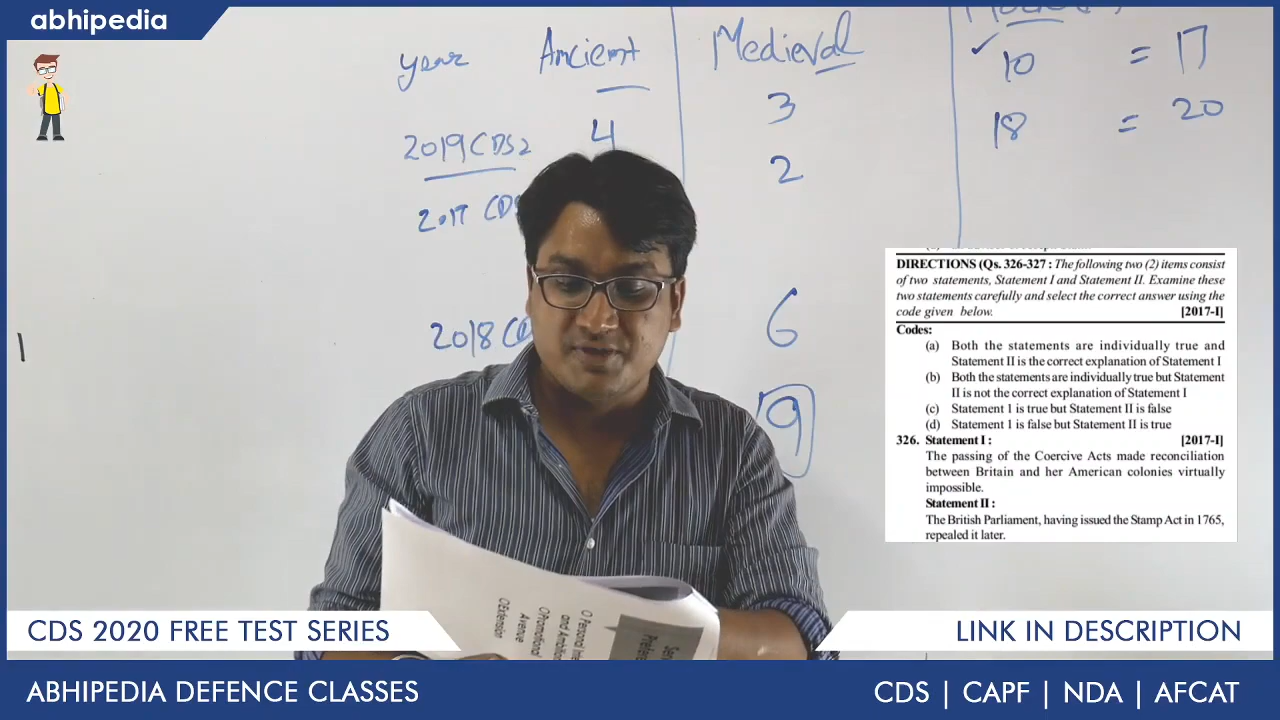 abhipedia
year Ancient Medieval
10 = 17
3
2019 CDS 2 4
18 = 20
2
2017 CDS
2018
6
9
DIRECTIONS (Qs. 326-327 : The following two (2) items consist
of two statements, Statement I and Statement II. Examine these
two statements carefully and select the correct answer using the
code given below. [2017-I]
Codes:
(a) Both the statements are individually true and
Statement II is the correct explanation of Statement I
(b) Both the statements are individually true but Statement
II is not the correct explanation of Statement I
(c) Statement 1 is true but Statement II is false
(d) Statement 1 is false but Statement II is true
326. Statement I : [2017-I]
The passing of the Coercive Acts made reconciliation
between Britain and her American colonies virtually
impossible.
Statement II :
The British Parliament, having issued the Stamp Act in 1765,
repealed it later.
CDS 2020 FREE TEST SERIES
LINK IN DESCRIPTION
ABHIPEDIA DEFENCE CLASSES
CDS | CAPF | NDA | AFCAT